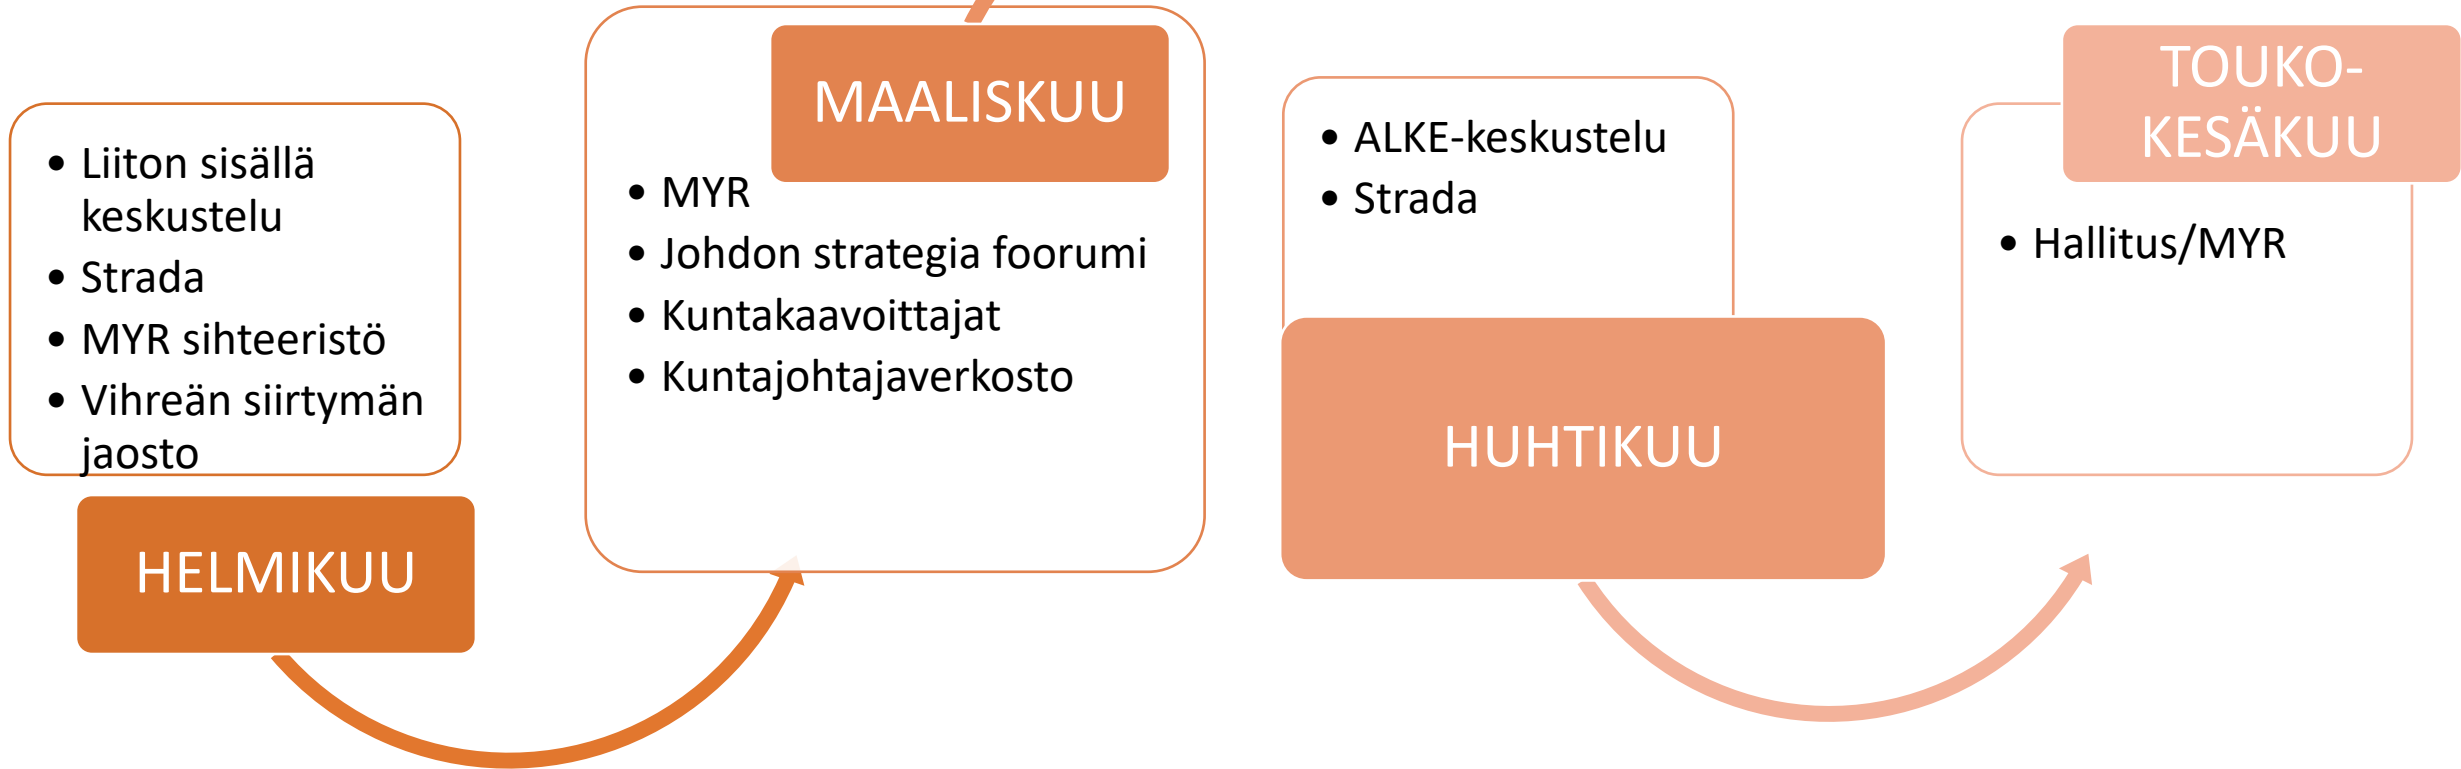 • Liiton sisällä
keskustelu
• Strada
• MYR sihteeristö
• Vihreän siirtymän
jaosto
HELMIKUU
MAALISKUU
• MYR
• Johdon strategia foorumi
• Kuntakaavoittajat
• Kuntajohtajaverkosto
• ALKE-keskustelu
• Strada
HUHTIKUU
TOUKO-
KESÄKUU
• Hallitus/MYR